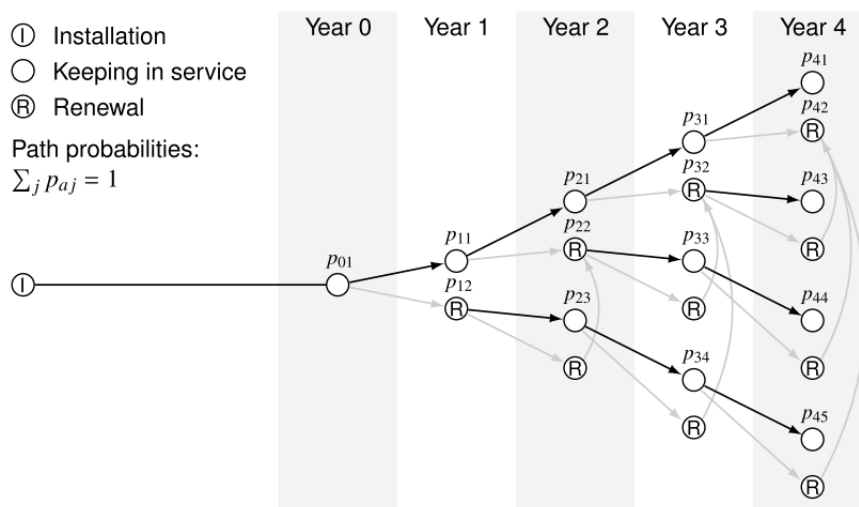 Year 0 Year 1 Year 2 Year 3 Year 4
I Installation
Keeping in service
R Renewal
Path probabilities:
∑j paj = 1
p01
p11
p12
R
p21
p22
R
p23
R
p31
p32
R
p33
R
p34
R
p41
p42
R
p43
R
p44
R
p45
R
I